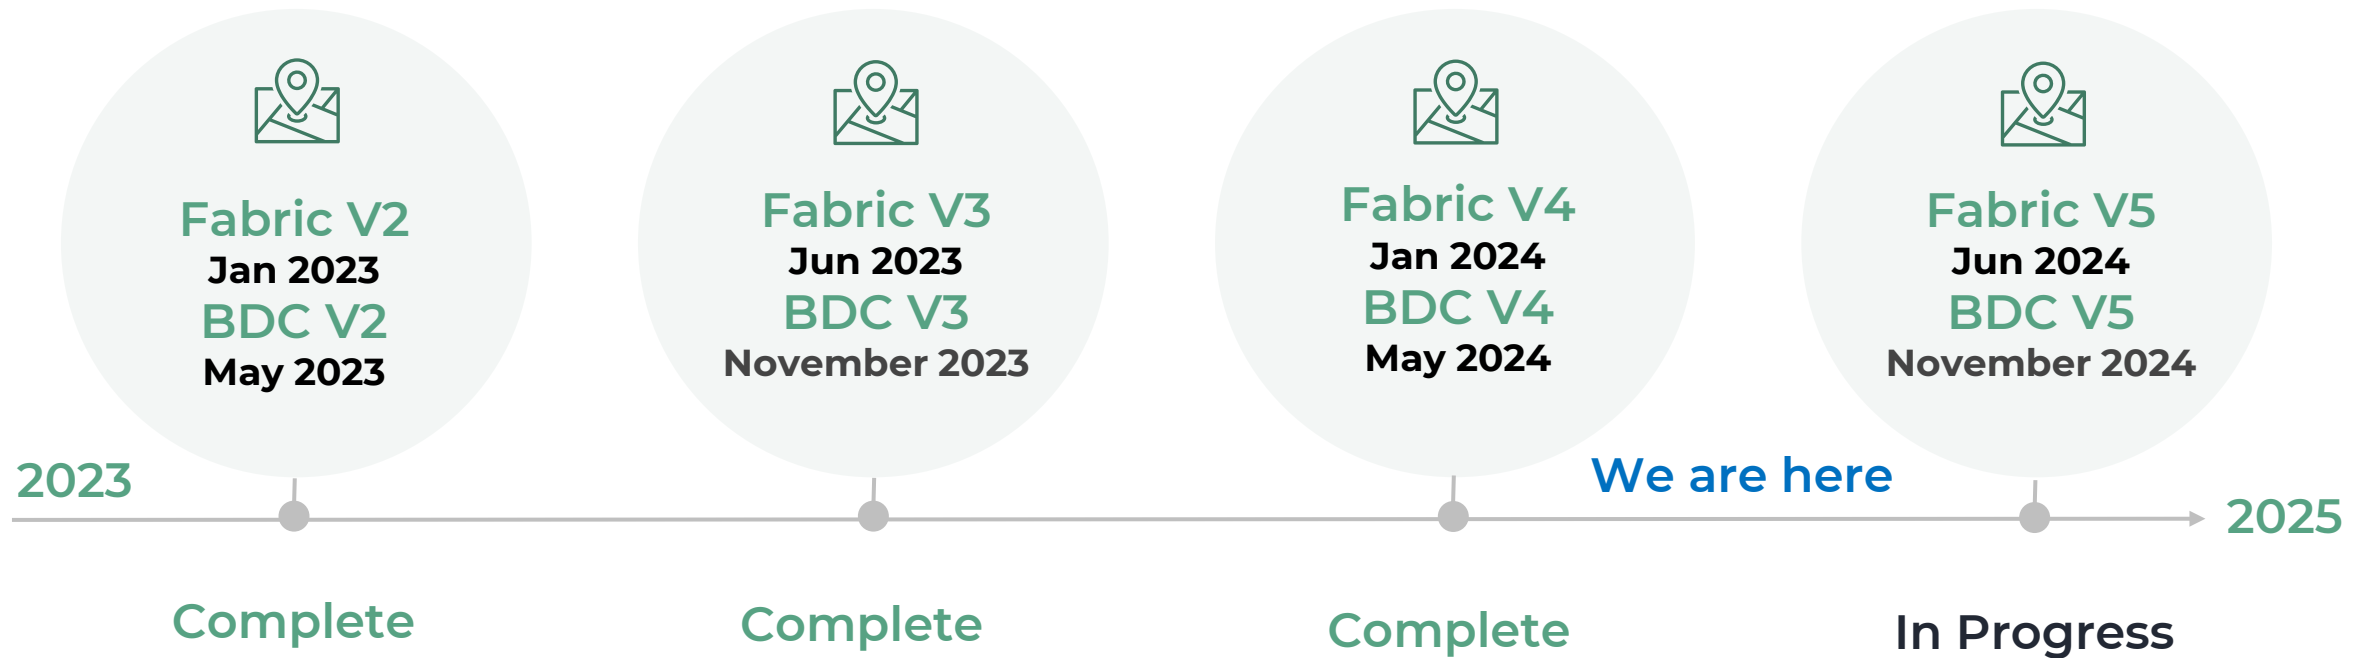 Fabric V2
Jan 2023
BDC V2
May 2023
Fabric V3
Jun 2023
BDC V3
November 2023
Fabric V4
Jan 2024
BDC V4
May 2024
Fabric V5
Jun 2024
BDC V5
November 2024
2023
We are here
2025
Complete
Complete
Complete
In Progress